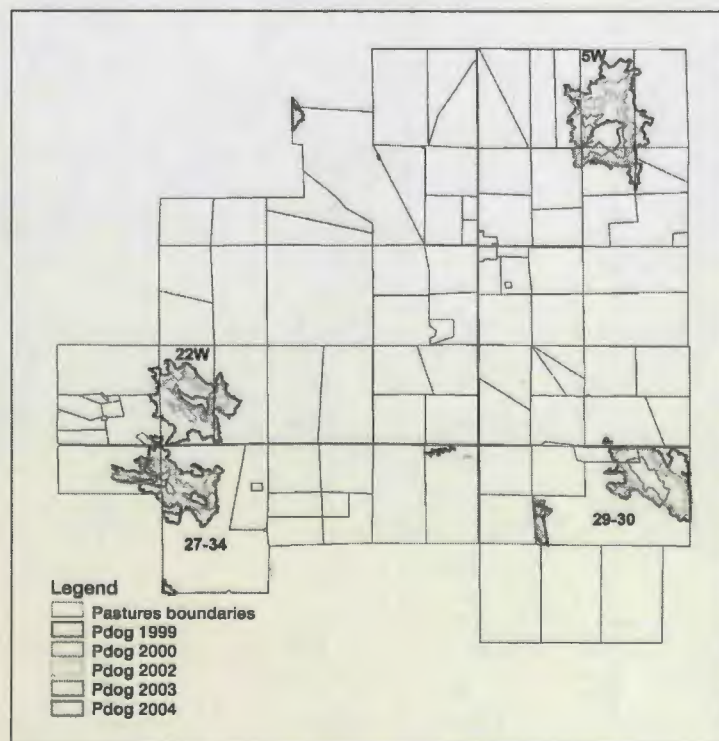 5W
22W
27-34
29-30
Legend
Pastures boundaries
Pdog 1999
Pdog 2000
Pdog 2002
Pdog 2003
Pdog 2004